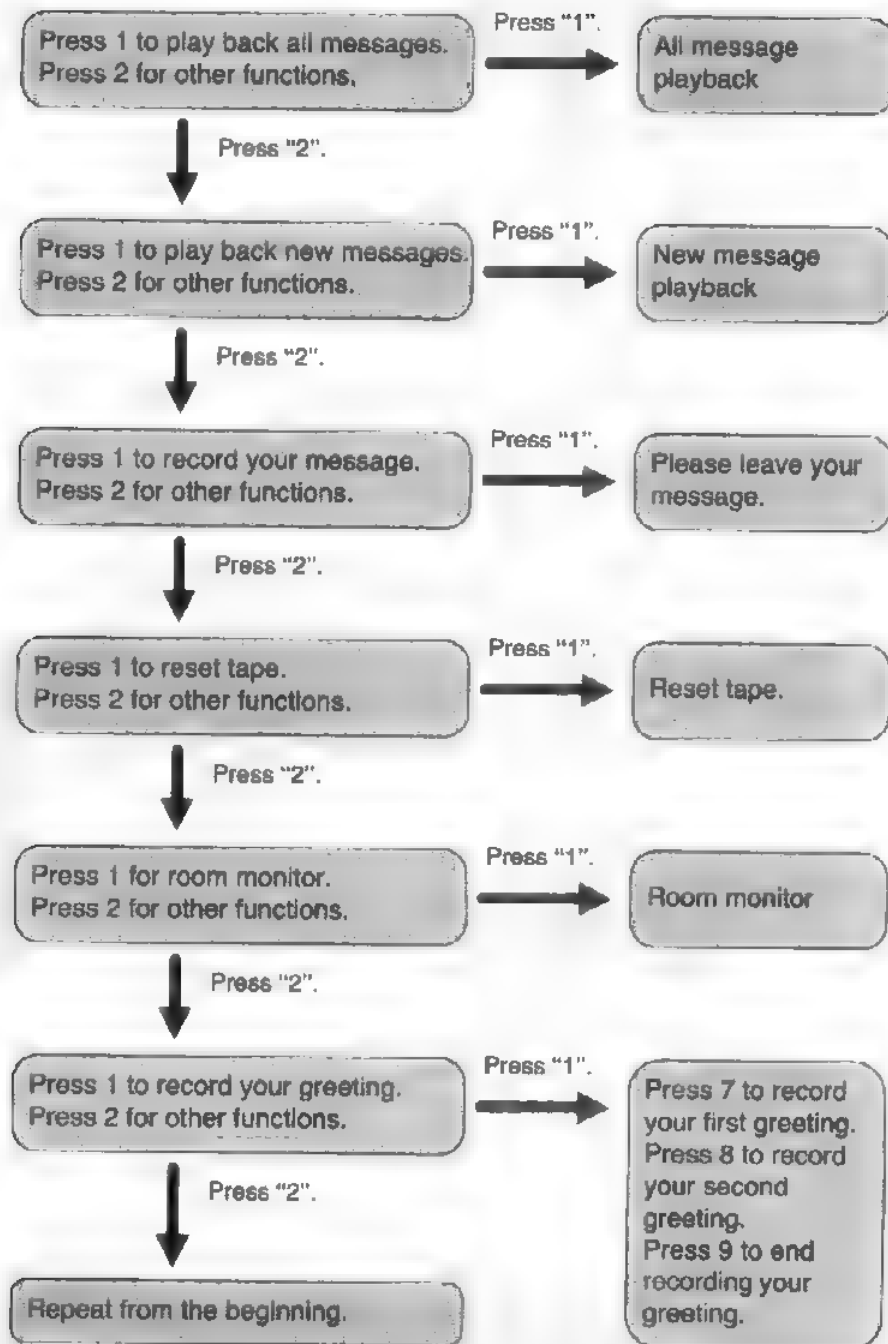 Press 1 to play back all messages.
Press 2 for other functions.
Press "1".
All message
playback
Press "2".
Press 1 to play back new messages.
Press 2 for other functions.
Press "1".
New message
playback
Press "2".
Press 1 to record your message.
Press 2 for other functions.
Press "1".
Please leave your
message.
Press "2".
Press 1 to reset tape.
Press 2 for other functions.
Press "1".
Reset tape.
Press "2".
Press 1 for room monitor.
Press 2 for other functions.
Press "1".
Room monitor
Press "2".
Press 1 to record your greeting.
Press 2 for other functions.
Press "1".
Press 7 to record
your first greeting.
Press 8 to record
your second
greeting.
Press 9 to end
recording your
greeting.
Press "2".
Repeat from the beginning.